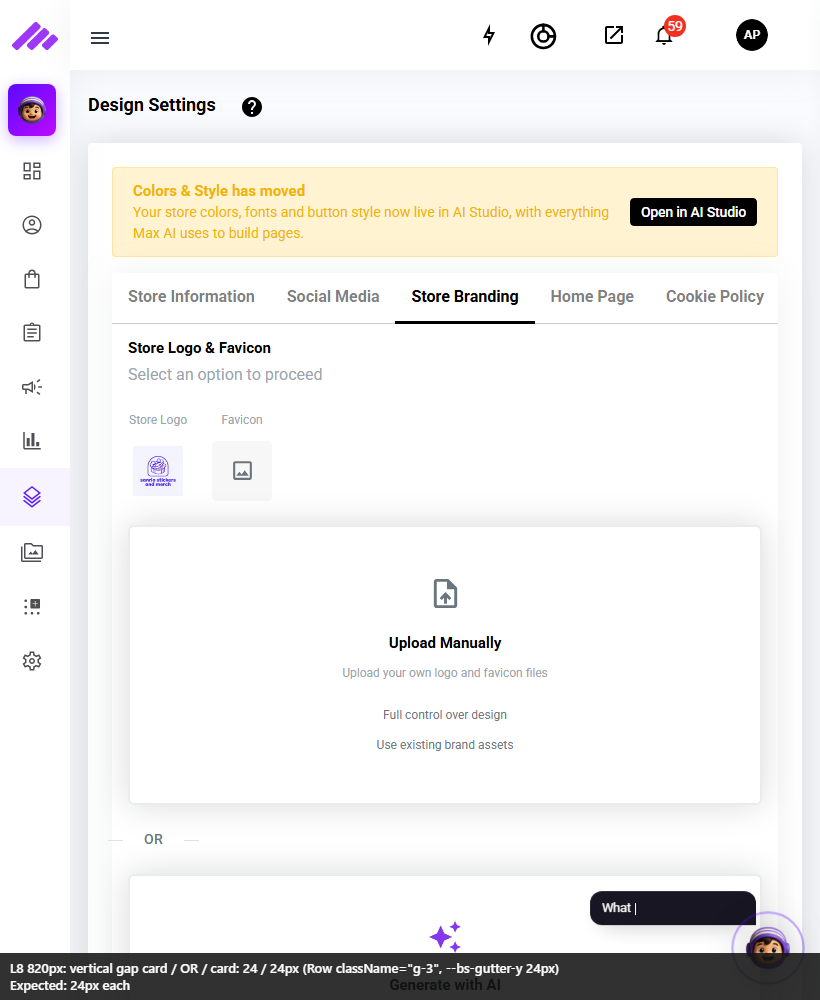 59
AP
Design Settings
?
Colors & Style has moved
Your store colors, fonts and button style now live in AI Studio, with everything
Max AI uses to build pages.
Open in AI Studio
Store Information
Social Media
Store Branding
Home Page
Cookie Policy
Store Logo & Favicon
Select an option to proceed
Store Logo
Favicon
sanrio stickers
and merch
Upload Manually
Upload your own logo and favicon files
Full control over design
Use existing brand assets
OR
What |
L8 820px: vertical gap card / OR / card: 24 / 24px (Row className="g-3", --bs-gutter-y 24px)
Expected: 24px each
Generate with AI